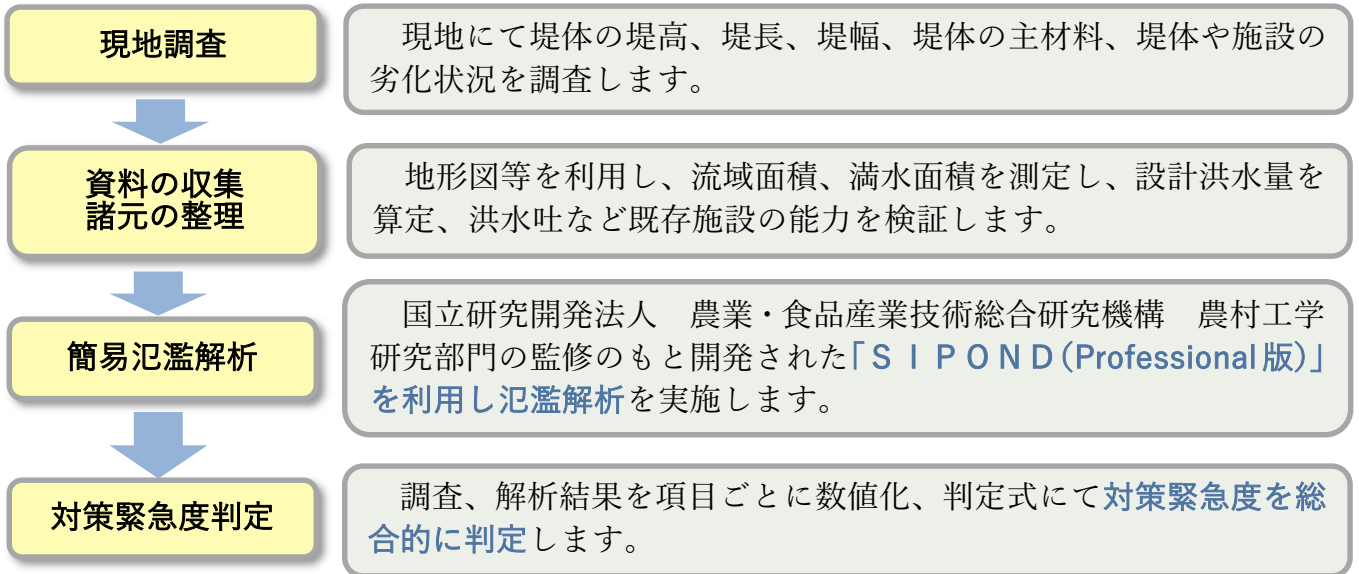 現地調査
現地にて堤体の堤高、堤長、堤幅、堤体の主材料、堤体や施設の
劣化状況を調査します。
資料の収集
諸元の整理
地形図等を利用し、流域面積、満水面積を測定し、設計洪水量を
算定、洪水吐など既存施設の能力を検証します。
簡易氾濫解析
国立研究開発法人　農業・食品産業技術総合研究機構　農村工学
研究部門の監修のもと開発された「ＳＩＰＯＮＤ(Professional版)」
を利用し氾濫解析を実施します。
対策緊急度判定
調査、解析結果を項目ごとに数値化、判定式にて対策緊急度を総
合的に判定します。